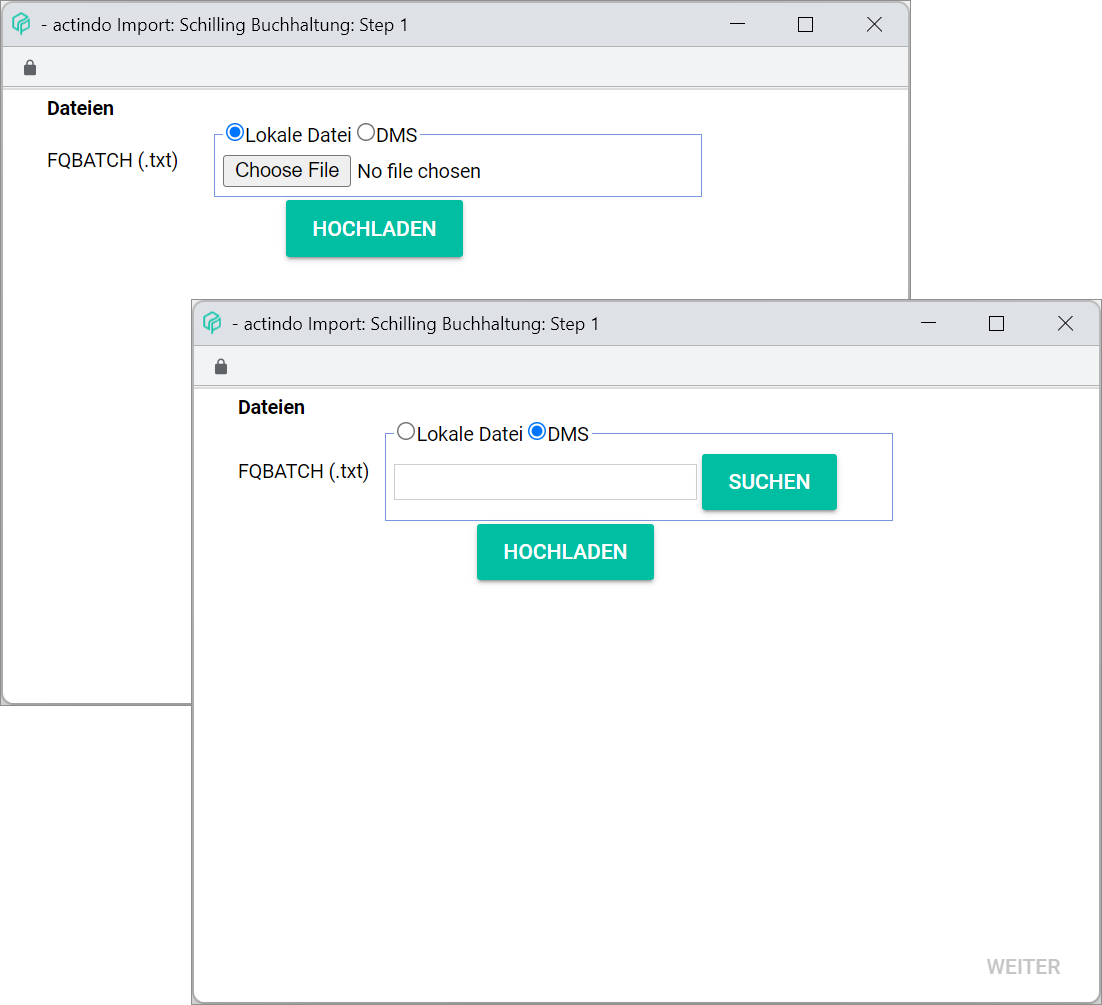 - actindo Import: Schilling Buchhaltung: Step 1
Dateien
Lokale Datei DMS
FQBATCH (.txt)
Choose File No file chosen
HOCHLADEN
- actindo Import: Schilling Buchhaltung: Step 1
Dateien
Lokale Datei DMS
FQBATCH (.txt)
SUCHEN
HOCHLADEN
WEITER